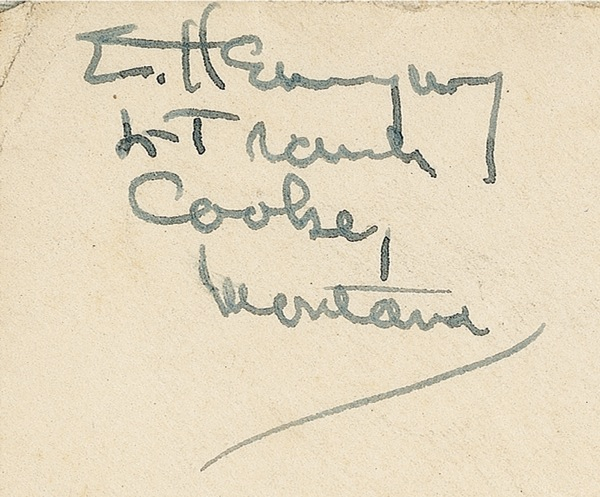 E. Hemingway
L-T ranch
Cooke,
Montana